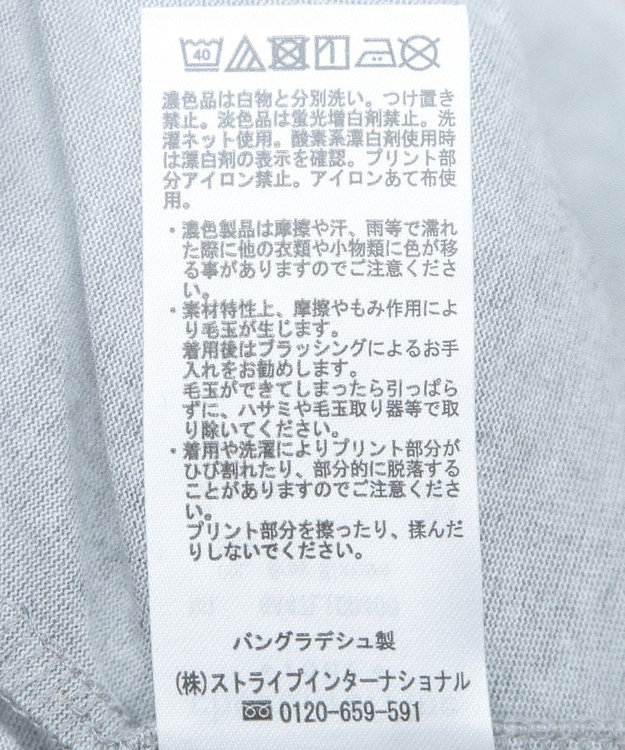 40
濃色品は白物と分別洗い。つけ置き
禁止。淡色品は蛍光増白剤禁止。洗
濯ネット使用。酸素系漂白剤使用時
は漂白剤の表示を確認。プリント部
分アイロン禁止。アイロンあて布使
用。
・濃色製品は摩擦や汗、雨等で濡れ
た際に他の衣類や小物類に色が移
る事がありますのでご注意くださ
い。
・素材特性上、摩擦やもみ作用によ
り毛玉が生じます。
着用後はブラッシングによるお手
入れをお勧めします。
毛玉ができてしまったら引っぱら
ずに、ハサミや毛玉取り器等で取
り除いてください。
・着用や洗濯によりプリント部分が
ひび割れたり、部分的に脱落する
ことがありますのでご注意くださ
い。
プリント部分を擦ったり、揉んだ
りしないでください。
バングラデシュ製
(株)ストライプインターナショナル
0120-659-591